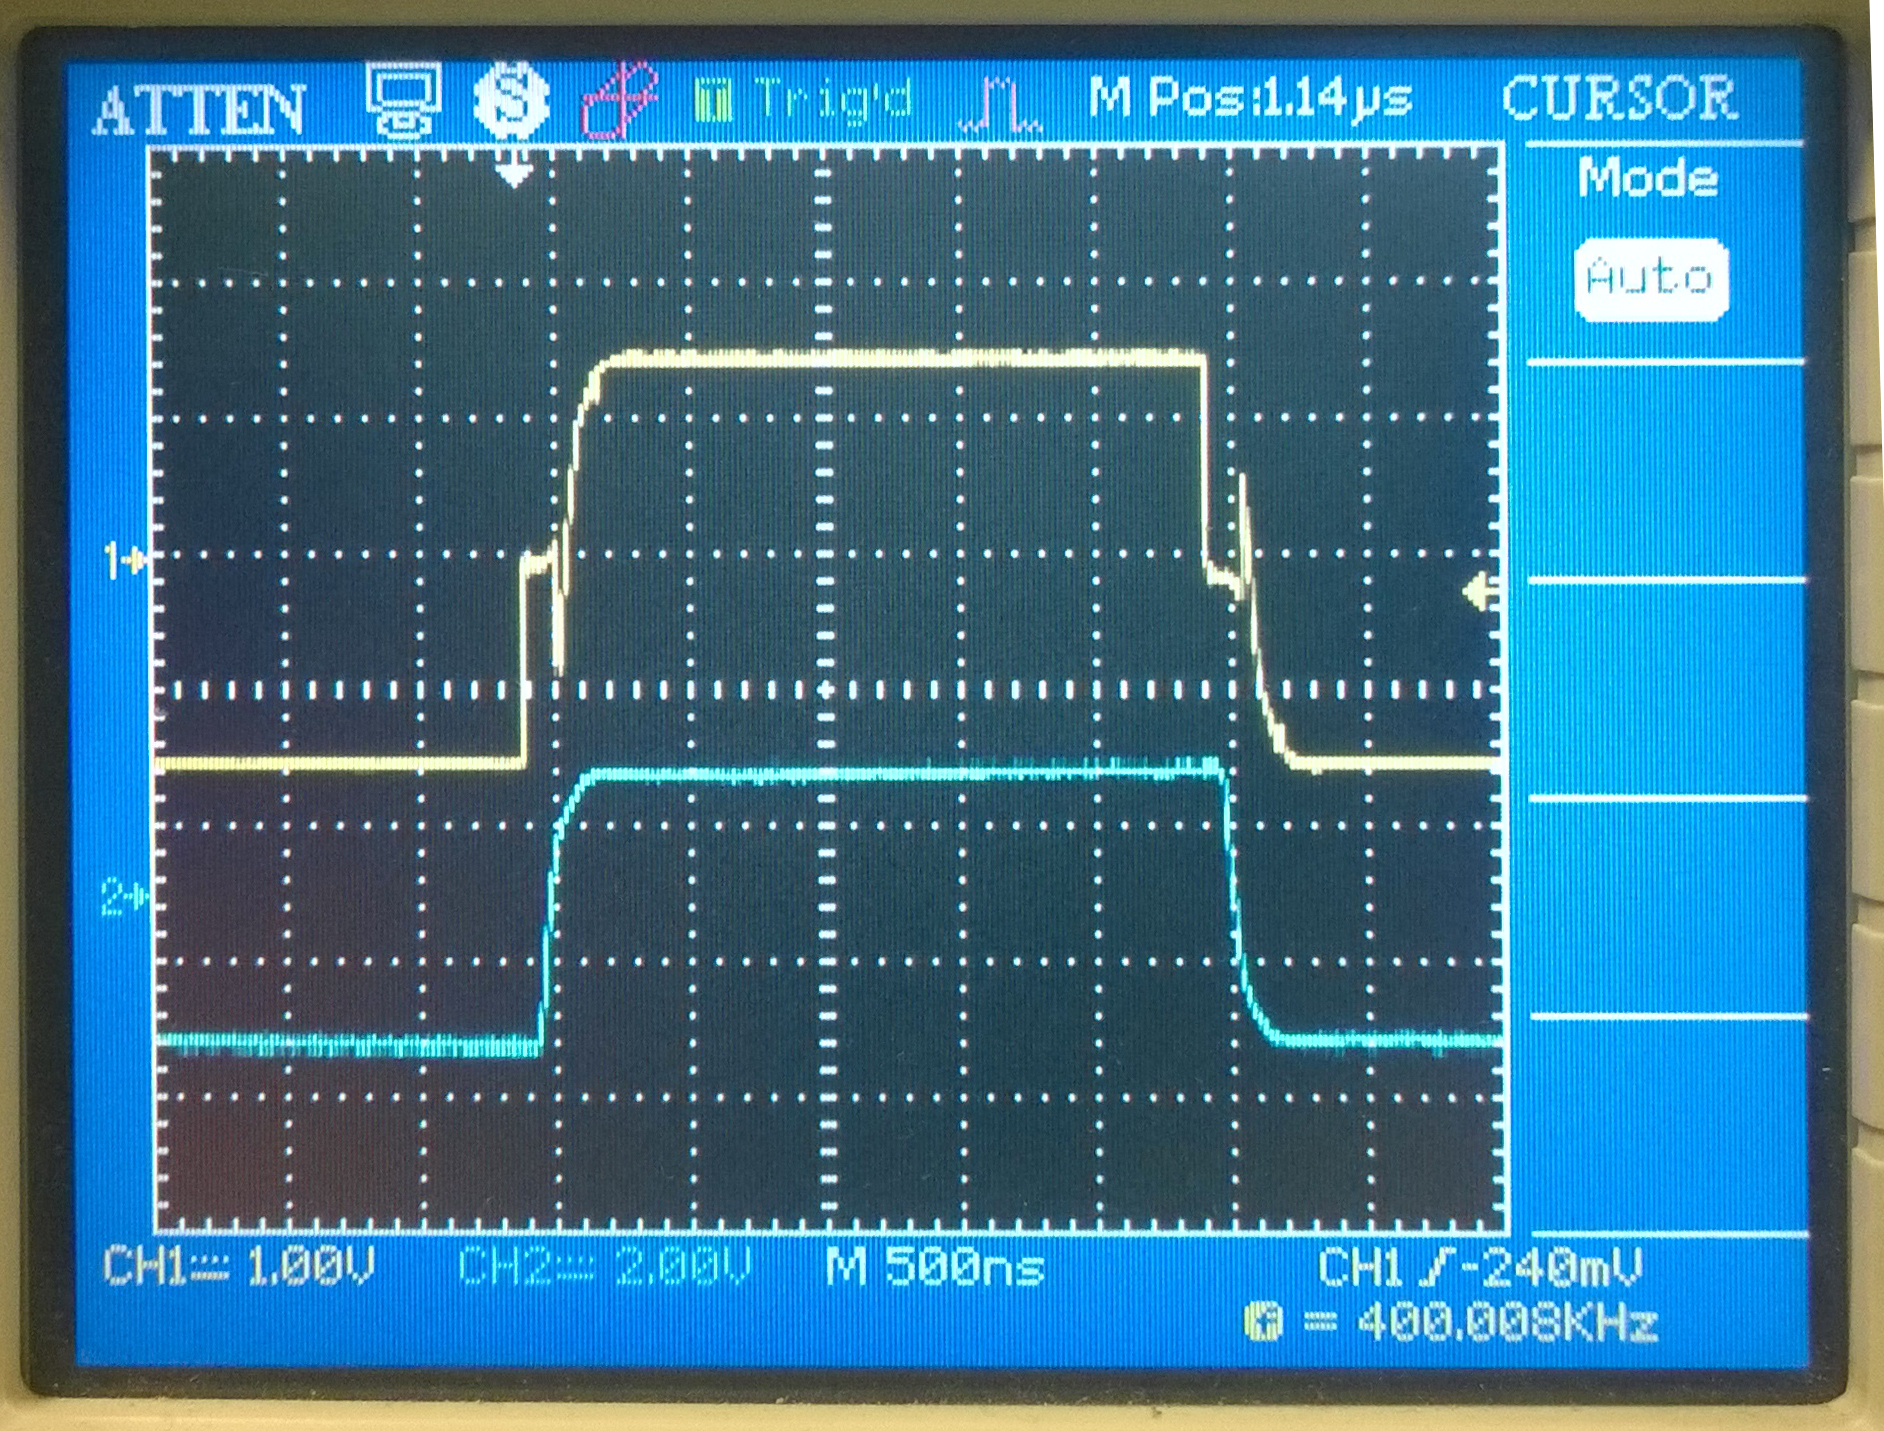 ATTEN S T Trig'd M Pos:1.14μs CURSOR
Mode
Auto
1
2
CH1 1.00V CH2 2.00V M 500ns CH1 -240mV
= 400.008KHz